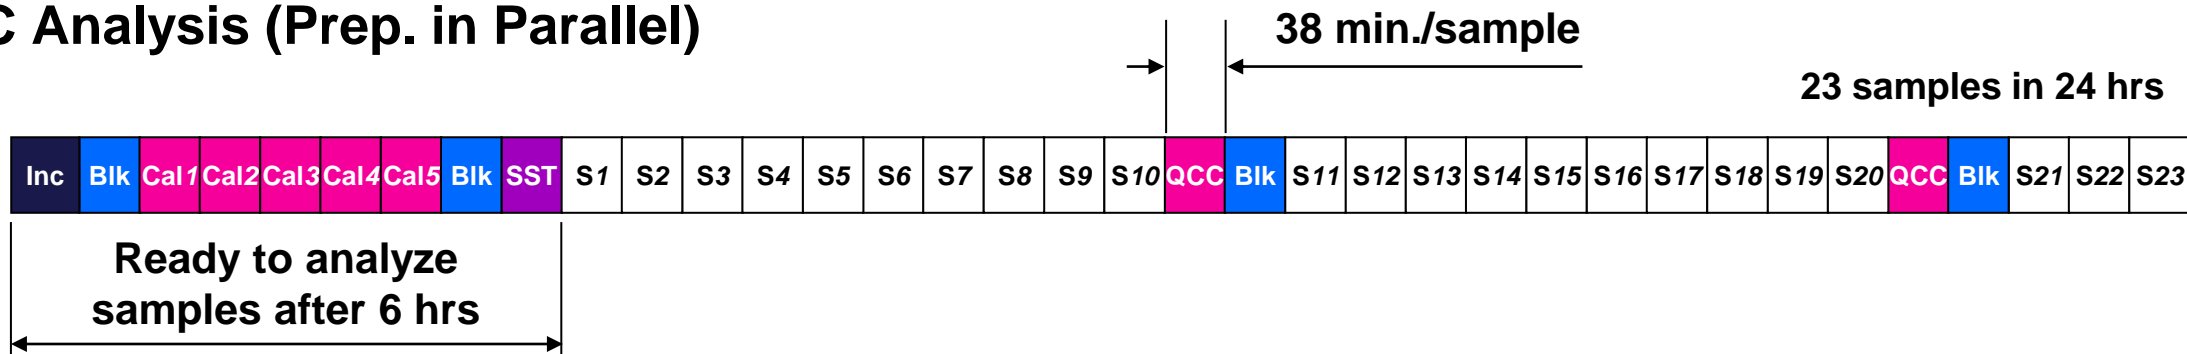 C Analysis (Prep. in Parallel)
38 min./sample
23 samples in 24 hrs
Inc Blk Cal1 Cal2 Cal3 Cal4 Cal5 Blk SST S1 S2 S3 S4 S5 S6 S7 S8 S9 S10 QCC Blk S11 S12 S13 S14 S15 S16 S17 S18 S19 S20 QCC Blk S21 S22 S23
Ready to analyze
samples after 6 hrs